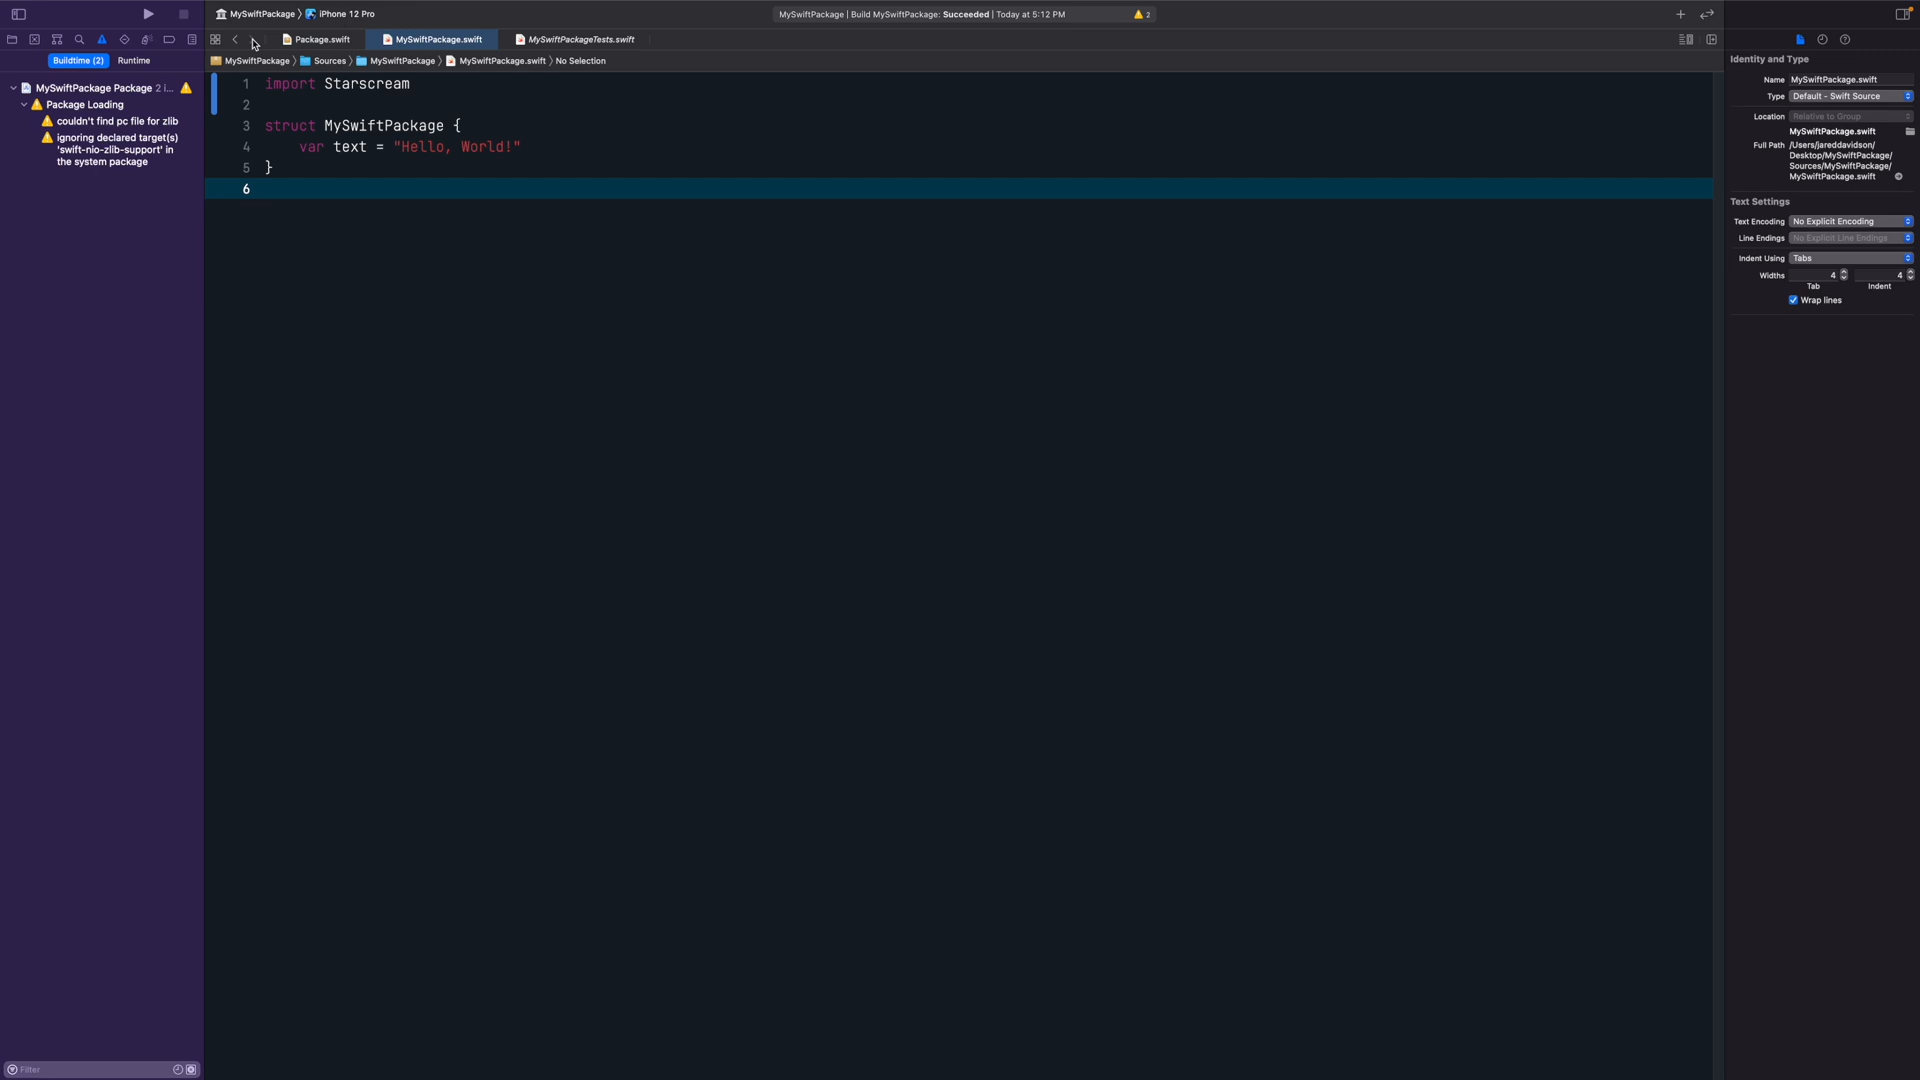 MySwiftPackage 〉 iPhone 12 Pro
MySwiftPackage | Build MySwiftPackage: Succeeded | Today at 5:12 PM
2
Package.swift
MySwiftPackage.swift
MySwiftPackageTests.swift
Buildtime (2)
Runtime
MySwiftPackage 〉 Sources 〉 MySwiftPackage 〉 MySwiftPackage.swift 〉 No Selection
MySwiftPackage Package 2 i...
Package Loading
couldn't find pc file for zlib
ignoring declared target(s)
'swift-nio-zlib-support' in
the system package
1 import Starscream
2
3 struct MySwiftPackage {
4 var text = "Hello, World!"
5 }
6
Identity and Type
Name MySwiftPackage.swift
Type Default - Swift Source
Location Relative to Group
MySwiftPackage.swift
Full Path /Users/jareddavidson/
Desktop/MySwiftPackage/
Sources/MySwiftPackage/
MySwiftPackage.swift
Text Settings
Text Encoding No Explicit Encoding
Line Endings No Explicit Line Endings
Indent Using Tabs
Widths 4 4
Tab Indent
Wrap lines
Filter